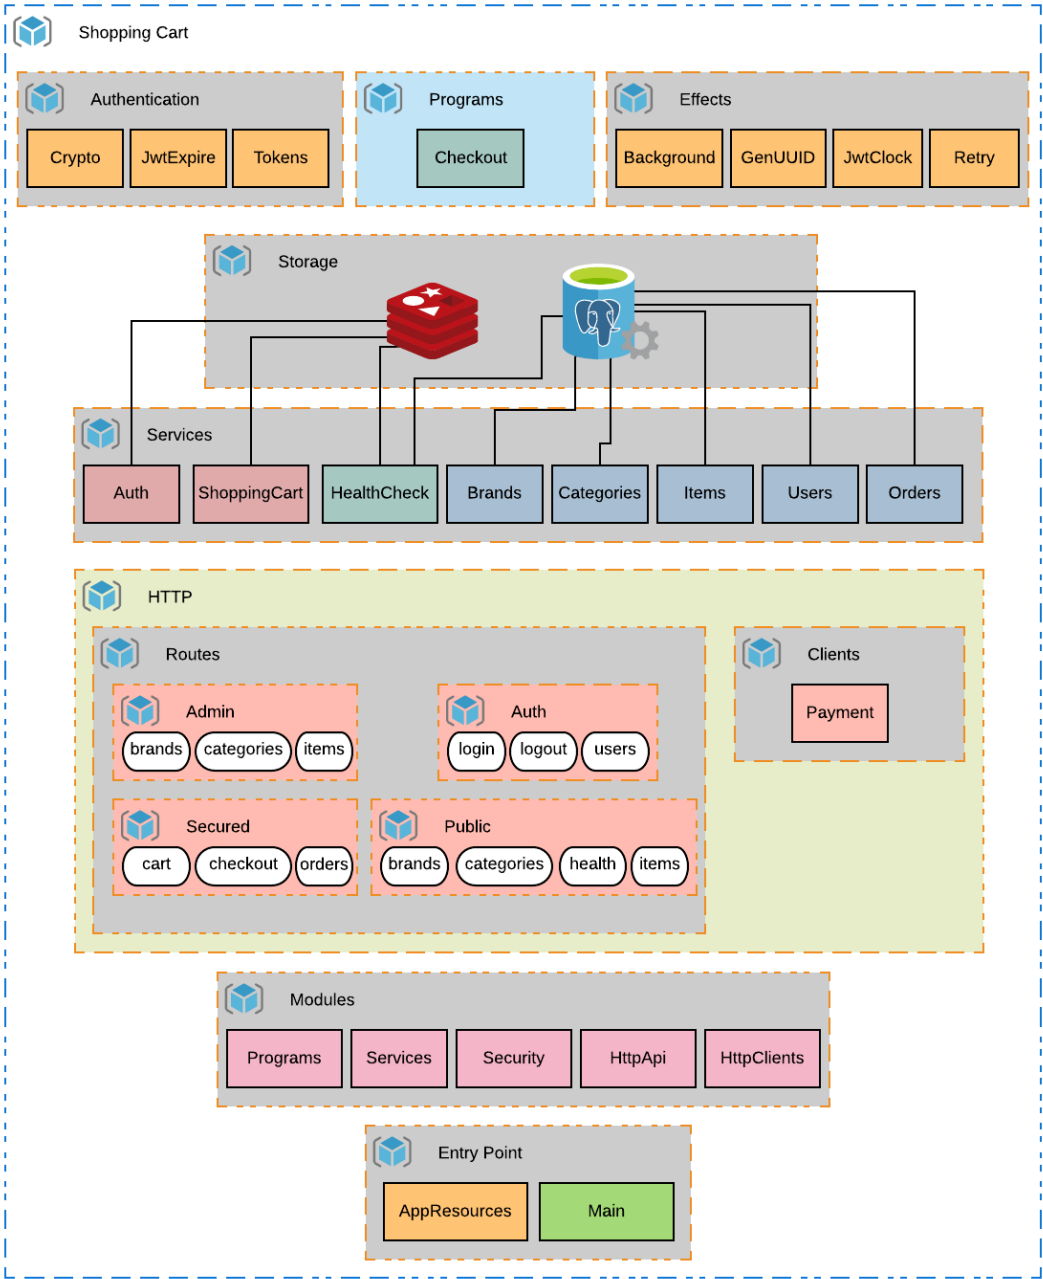 Shopping Cart
Authentication
Crypto
JwtExpire
Tokens
Programs
Checkout
Effects
Background
GenUUID
JwtClock
Retry
Storage
Services
Auth
ShoppingCart
HealthCheck
Brands
Categories
Items
Users
Orders
HTTP
Routes
Admin
brands
categories
items
Auth
login
logout
users
Secured
cart
checkout
orders
Public
brands
categories
health
items
Clients
Payment
Modules
Programs
Services
Security
HttpApi
HttpClients
Entry Point
AppResources
Main